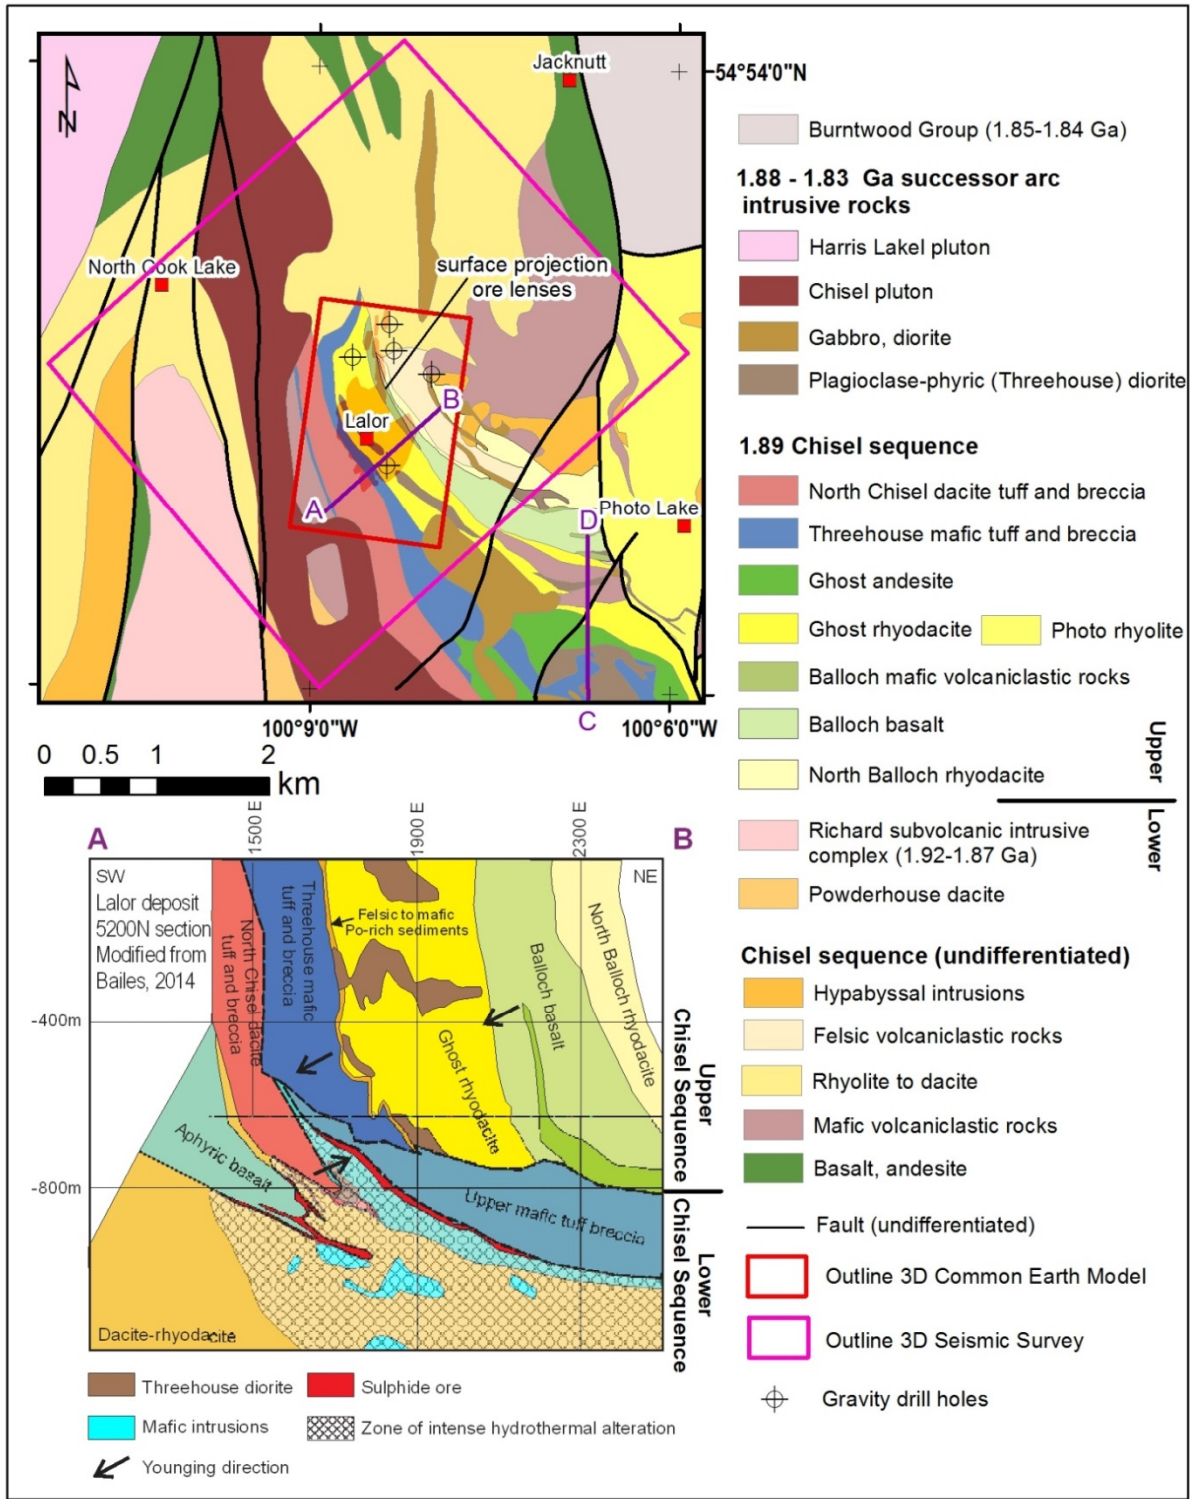 N
Jacknutt
54°54'0"N
North Cook Lake
surface projection
ore lenses
B
Lalor
A
D
Photo Lake
C
100°9'0"W
100°6'0"W
0 0.5 1 2
km
Burntwood Group (1.85-1.84 Ga)
1.88 - 1.83 Ga successor arc
intrusive rocks
Harris Lakel pluton
Chisel pluton
Gabbro, diorite
Plagioclase-phyric (Threehouse) diorite
1.89 Chisel sequence
North Chisel dacite tuff and breccia
Threehouse mafic tuff and breccia
Ghost andesite
Ghost rhyodacite
Photo rhyolite
Balloch mafic volcaniclastic rocks
Balloch basalt
North Balloch rhyodacite
Upper
Lower
Richard subvolcanic intrusive
complex (1.92-1.87 Ga)
Powderhouse dacite
Chisel sequence (undifferentiated)
Hypabyssal intrusions
Felsic volcaniclastic rocks
Rhyolite to dacite
Mafic volcaniclastic rocks
Basalt, andesite
Fault (undifferentiated)
Outline 3D Common Earth Model
Outline 3D Seismic Survey
Gravity drill holes
A
1500 E
1900 E
2300 E
B
SW
NE
Lalor deposit
5200N section
Modified from
Bailes, 2014
North Chisel dacite
tuff and breccia
Threehouse mafic
tuff and breccia
Felsic to mafic
Po-rich sediments
Ghost rhyodacite
Balloch basalt
North Balloch rhyodacite
-400m
-800m
Aphyric basalt
Upper mafic tuff breccia
Dacite-rhyodacite
Upper
Chisel Sequence
Lower
Chisel Sequence
Threehouse diorite
Sulphide ore
Mafic intrusions
Zone of intense hydrothermal alteration
Younging direction